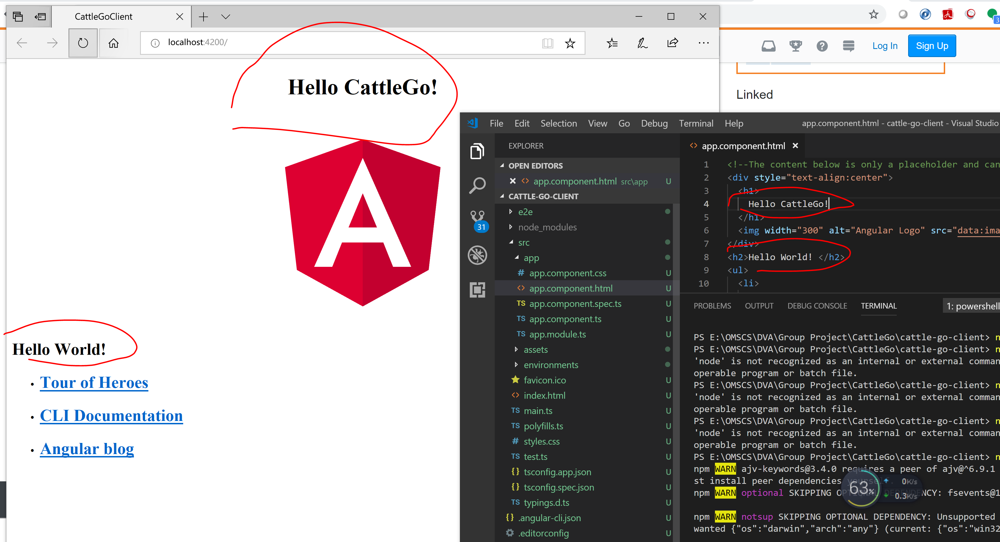 CattleGoClient
localhost:4200/
Hello CattleGo!
Hello World!
• Tour of Heroes
• CLI Documentation
• Angular blog
3
Log In
Sign Up
Linked
File Edit Selection View Go Debug Terminal Help
app.component.html - cattle-go-client - Visual Studio
EXPLORER
OPEN EDITORS
app.component.html src\app U
CATTLE-GO-CLIENT
e2e
node_modules
src
app
app.component.css U
app.component.html U
TS app.component.spec.ts U
TS app.component.ts U
TS app.module.ts U
assets
environments
favicon.ico U
index.html U
TS main.ts U
TS polyfills.ts U
# styles.css U
TS test.ts U
{} tsconfig.app.json U
{} tsconfig.spec.json U
TS typings.d.ts U
{} .angular-cli.json U
.editorconfig U
31
app.component.html
1 <!--The content below is only a placeholder and can
2 <div style="text-align:center">
3 <h1>
4 Hello CattleGo!
5 </h1>
6 <img width="300" alt="Angular Logo" src="data:ima
7 </div>
8 <h2>Hello World! </h2>
9 <ul>
10 <li>
PROBLEMS OUTPUT DEBUG CONSOLE TERMINAL 1: powershell
PS E:\OMSCS\DVA\Group Project\CattleGo\cattle-go-client> n
PS E:\OMSCS\DVA\Group Project\CattleGo\cattle-go-client> n
'node' is not recognized as an internal or external comman
operable program or batch file.
PS E:\OMSCS\DVA\Group Project\CattleGo\cattle-go-client> n
'node' is not recognized as an internal or external comman
operable program or batch file.
PS E:\OMSCS\DVA\Group Project\CattleGo\cattle-go-client> n
'node' is not recognized as an internal or external comman
operable program or batch file.
PS E:\OMSCS\DVA\Group Project\CattleGo\cattle-go-client> n
npm WARN ajv-keywords@3.4.0 requires a peer of ajv@^6.9.1
st install peer dependencies yourself.
npm WARN optional SKIPPING OPTIONAL DEPENDENCY: fsevents@1
npm WARN notsup SKIPPING OPTIONAL DEPENDENCY: Unsupported
wanted {"os":"darwin","arch":"any"} (current: {"os":"win32
63%
0K/s
0.3K/s